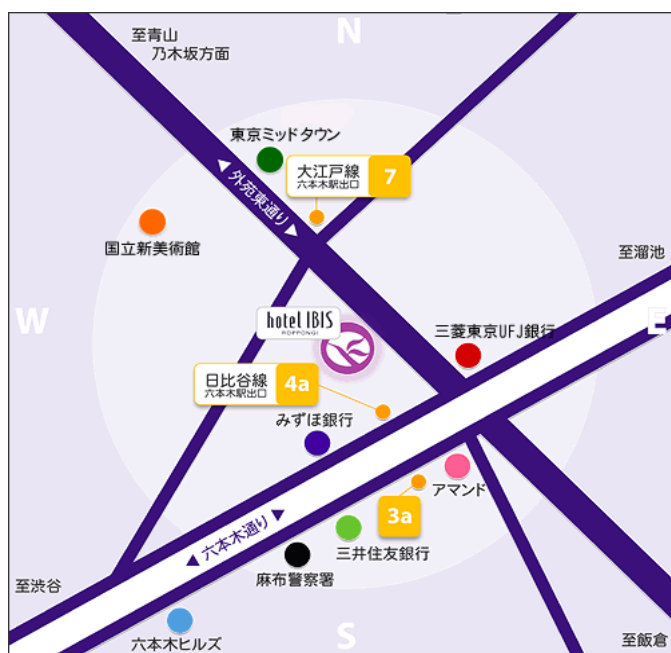 N
至青山
乃木坂方面
東京ミッドタウン
大江戸線
六本木駅出口
7
外苑東通り
国立新美術館
至溜池
W
hotel IBIS
ROPPONGI
三菱東京UFJ銀行
E
日比谷線
六本木駅出口
4a
みずほ銀行
アマンド
3a
六本木通り
三井住友銀行
麻布警察署
至渋谷
六本木ヒルズ
S
至飯倉